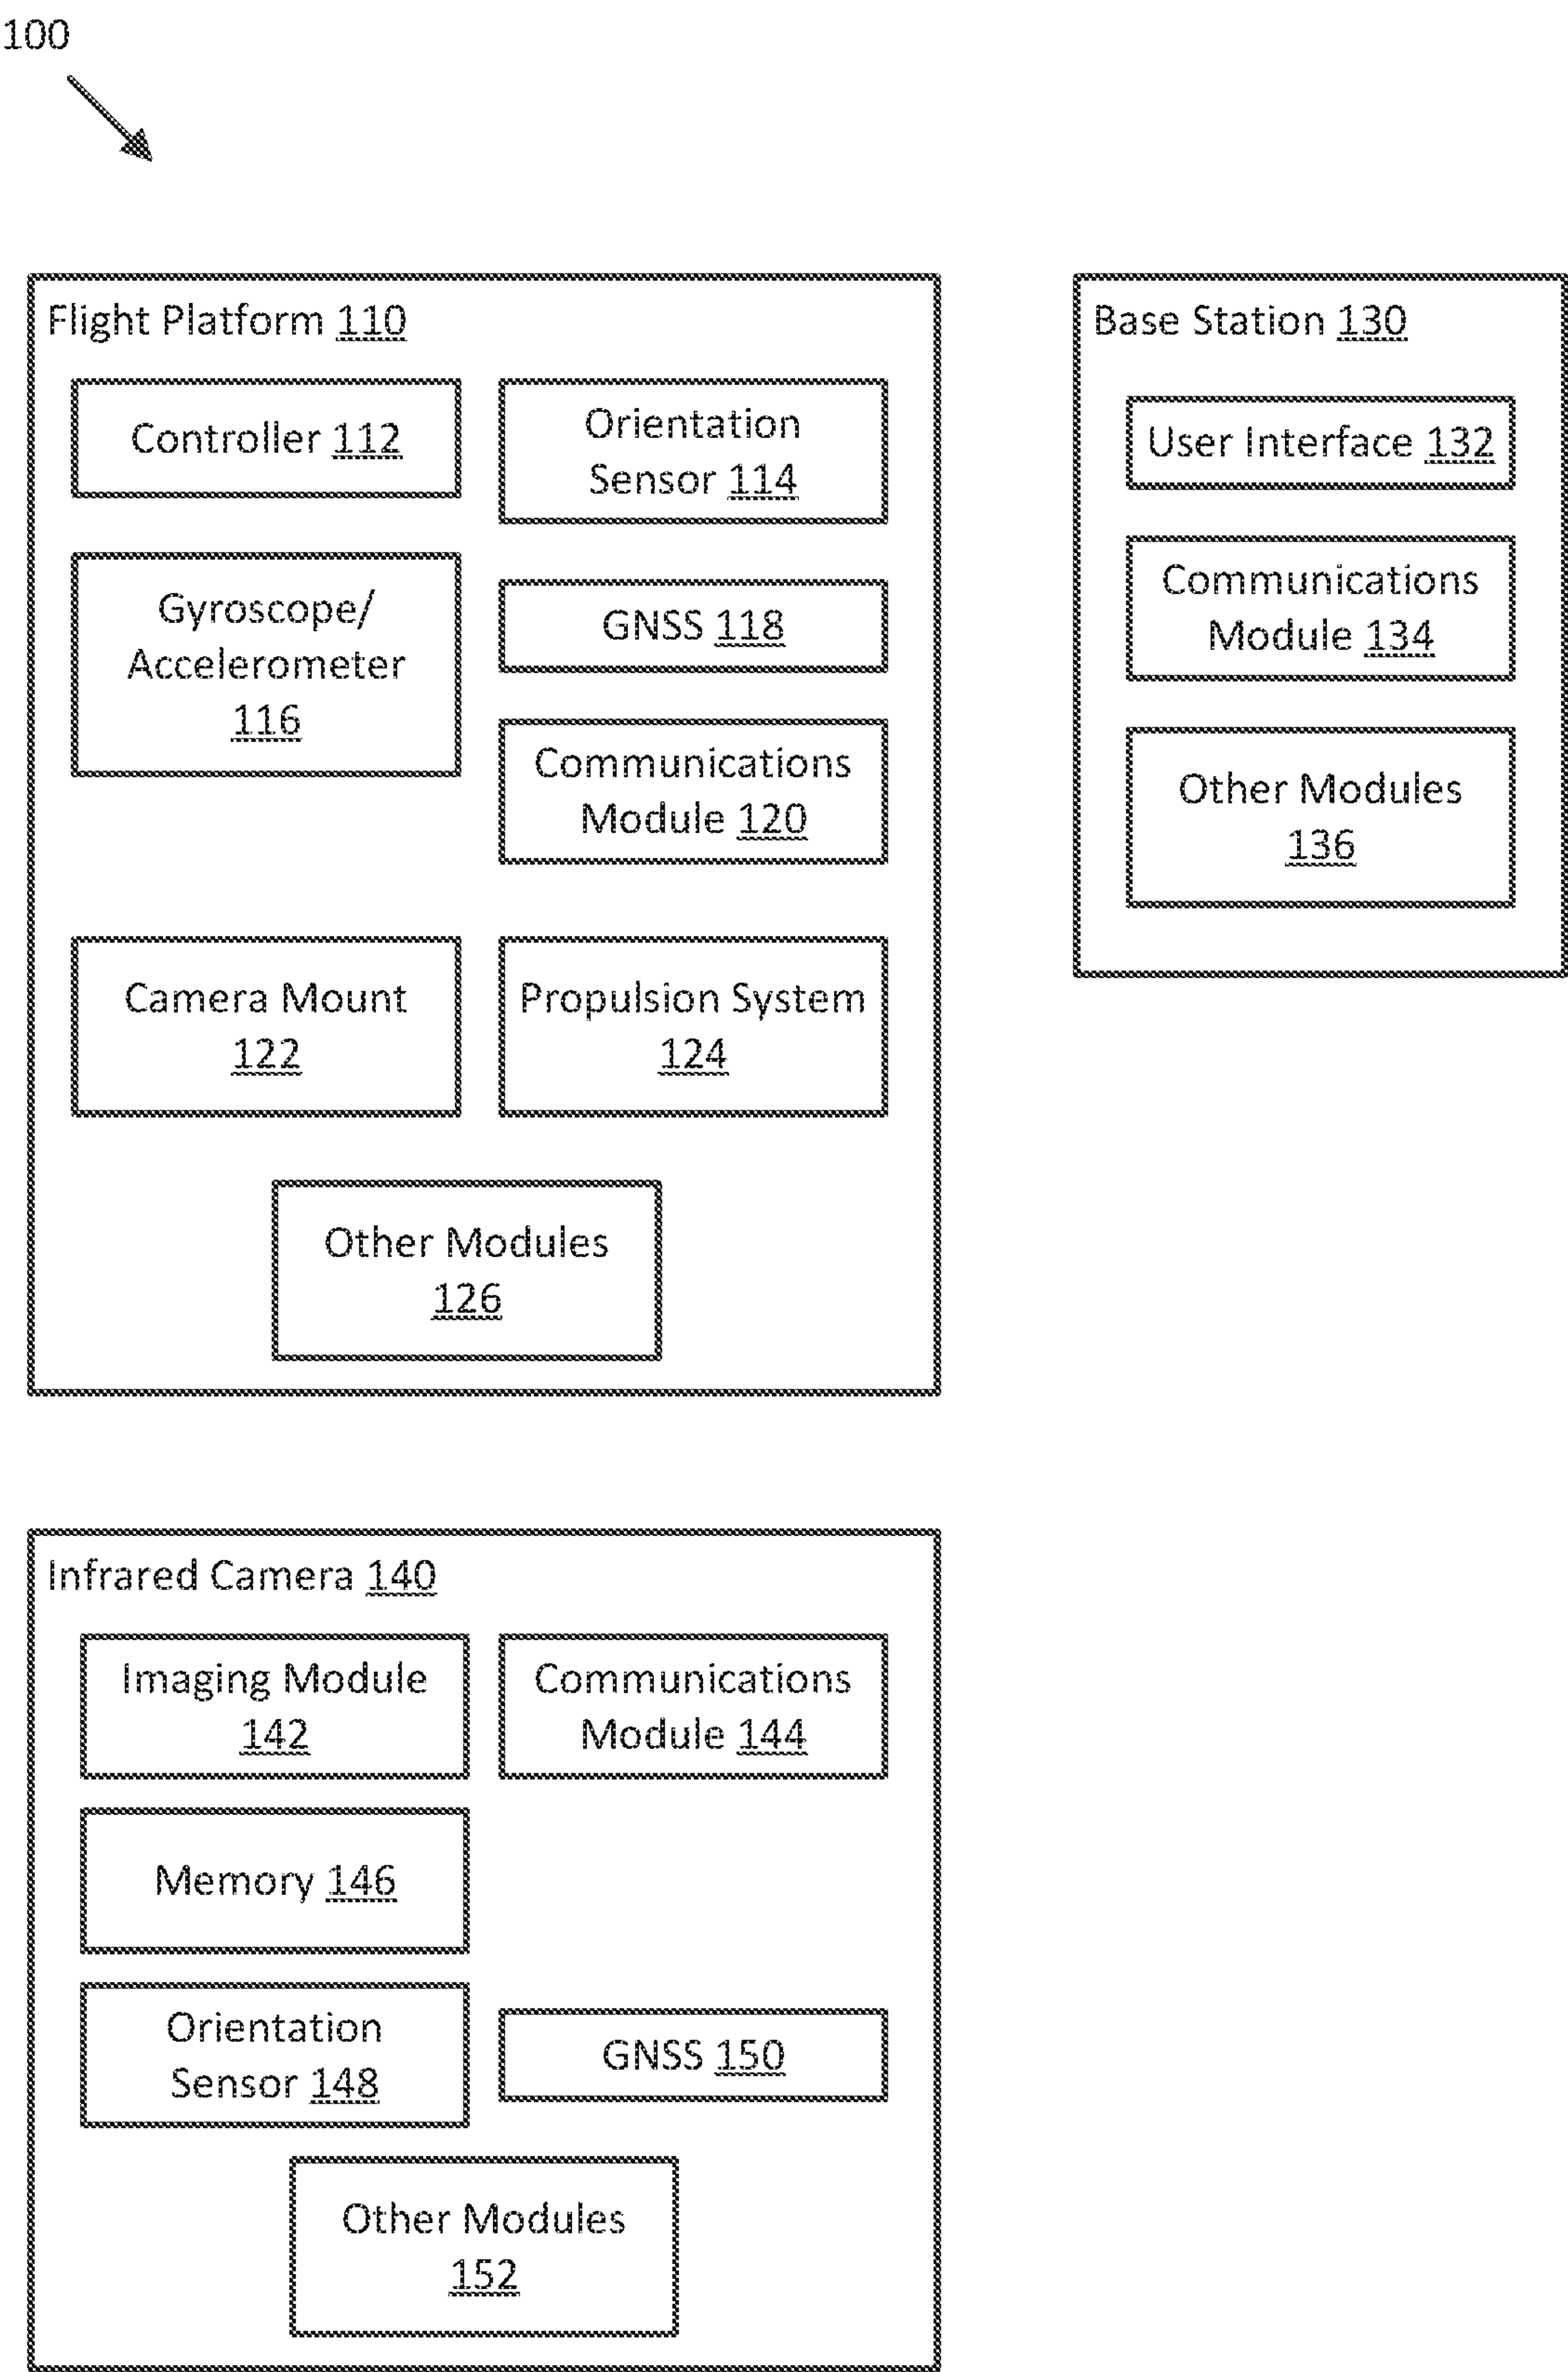 100
Flight Platform 110
Controller 112
Orientation
Sensor 114
Gyroscope/
Accelerometer
116
GNSS 118
Communications
Module 120
Camera Mount
122
Propulsion System
124
Other Modules
126
Base Station 130
User Interface 132
Communications
Module 134
Other Modules
136
Infrared Camera 140
Imaging Module
142
Communications
Module 144
Memory 146
Orientation
Sensor 148
GNSS 150
Other Modules
152